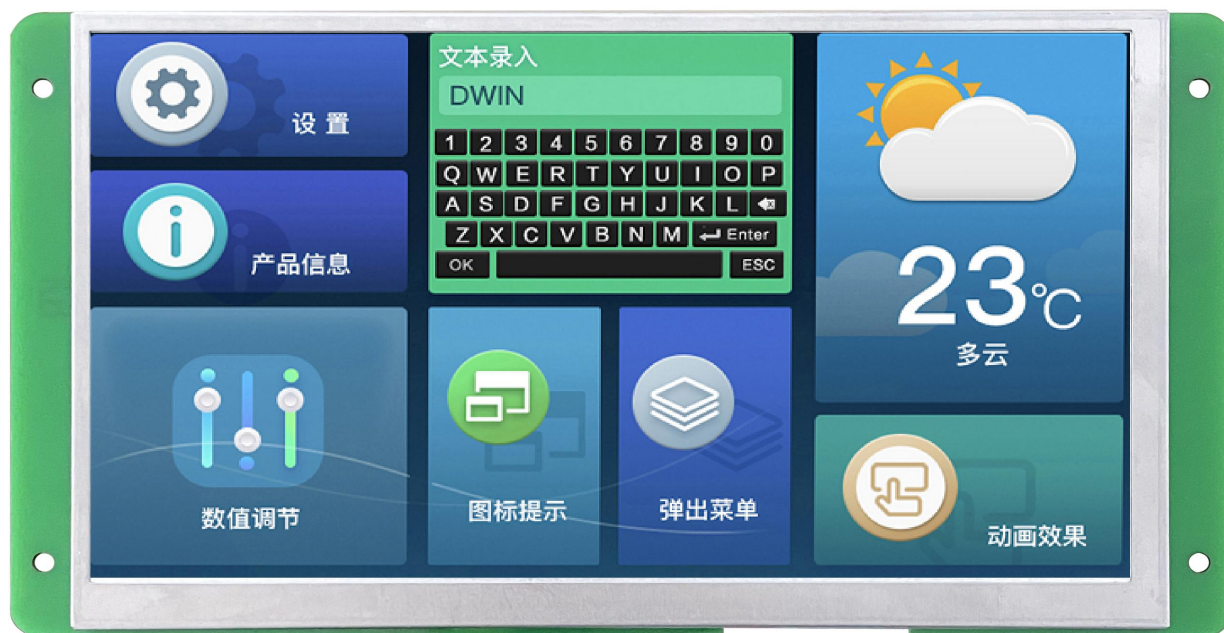 设 置
产品信息
数值调节
文本录入
DWIN
1 2 3 4 5 6 7 8 9 0
Q W E R T Y U I O P
A S D F G H J K L
Z X C V B N M Enter
OK ESC
图标提示
弹出菜单
23℃
多云
动画效果